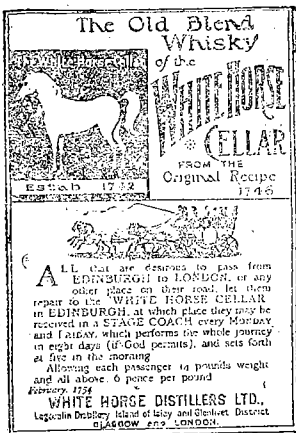 The Old Blend
Whisky
of the
WHITE HORSE
CELLAR
FROM THE
Original Recipe
1746
The White Horse Cellar
Estab 1742
ALL that are desirous to pass from
EDINBURGH to LONDON, or any
other place on their road, let them
repair to the WHITE HORSE CELLAR
in EDINBURGH, at which place they may be
received in a STAGE COACH every MONDAY
and FRIDAY, which performs the whole journey
in eight days (if God permits), and sets forth
at five in the morning
Allowing each passenger 14 pounds weight
and all above, 6 pence per pound
February, 1754
WHITE HORSE DISTILLERS LTD.,
Lagavulin Distillery Island of Islay and Glenlivet District
GLASGOW and LONDON.